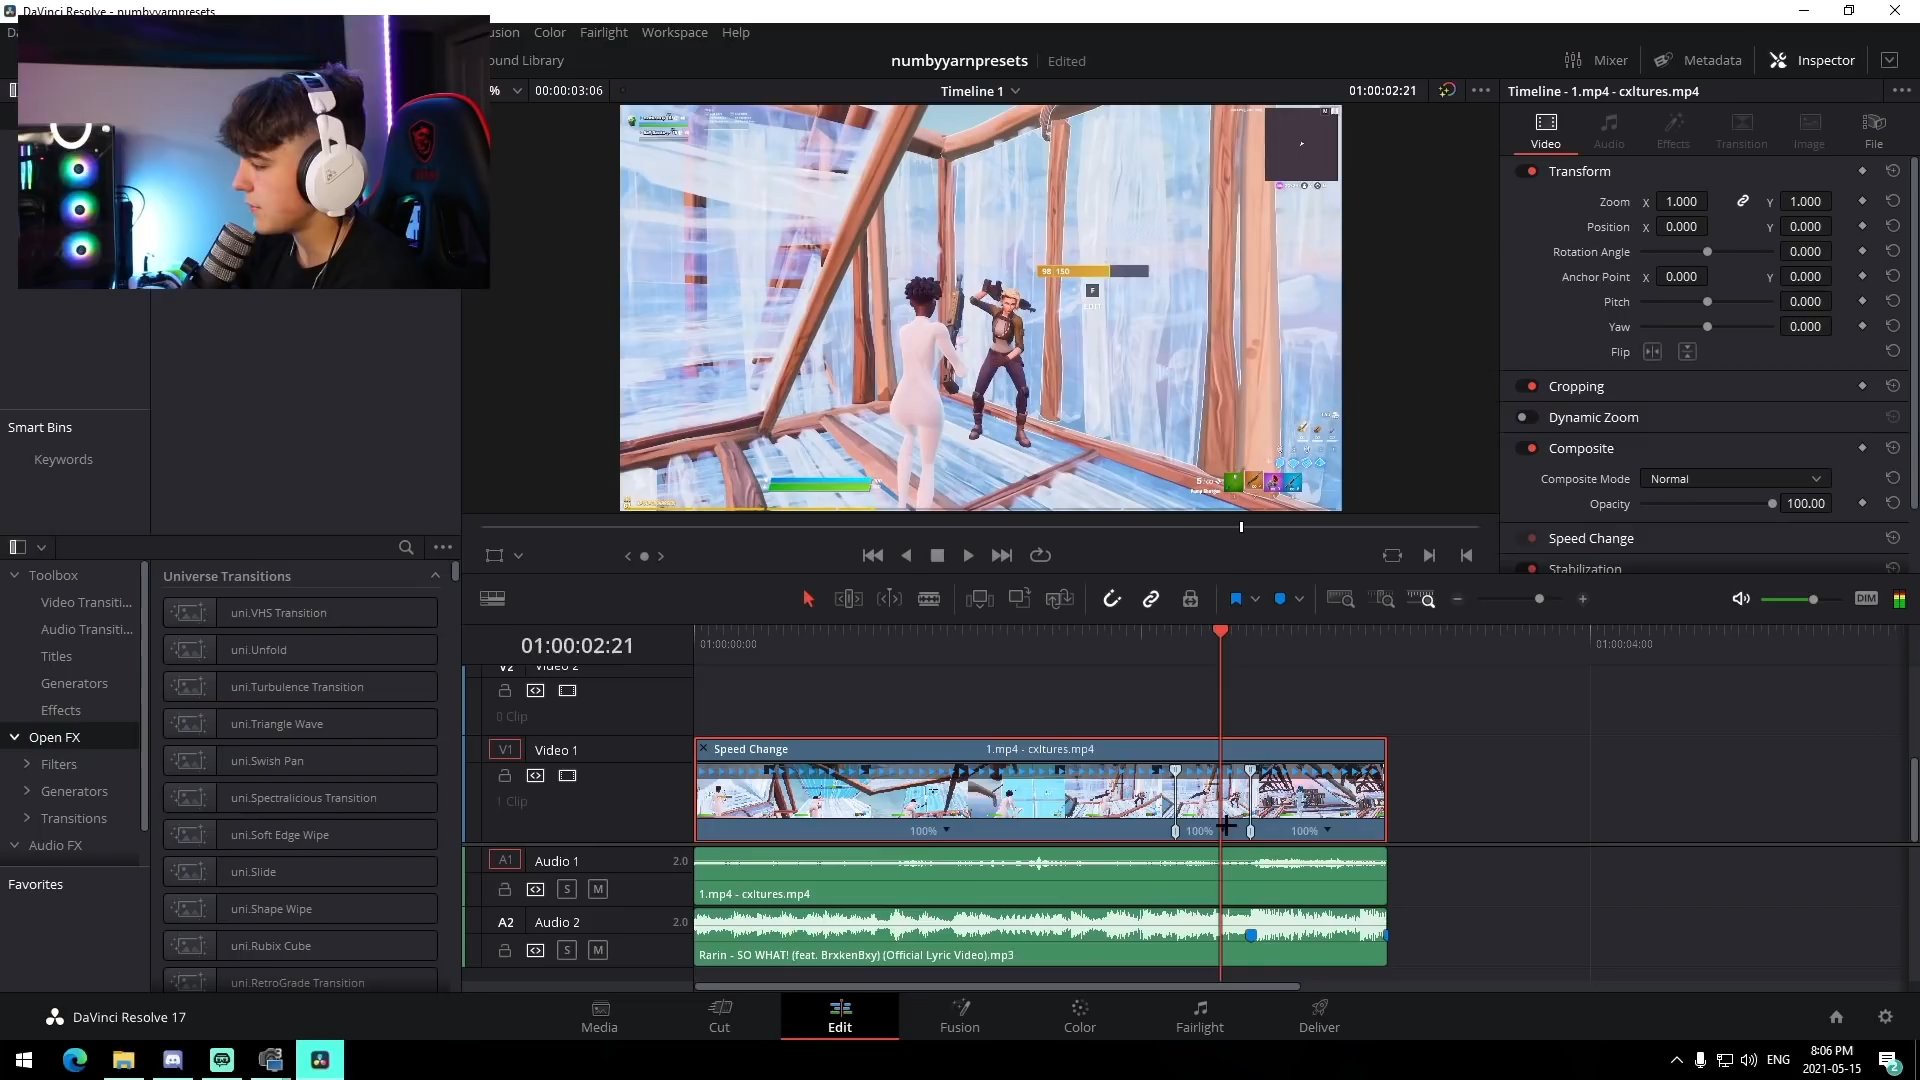 DaVinci Resolve - numbyyarnpresets
Da
usion Color Fairlight Workspace Help
ound Library
numbyyarnpresets Edited
Mixer Metadata Inspector
% 00:00:03:06 Timeline 1 01:00:02:21
Timeline - 1.mp4 - cxltures.mp4
Video Audio Effects Transition Image File
Transform
Zoom X 1.000 Y 1.000
Position X 0.000 Y 0.000
Rotation Angle 0.000
Anchor Point X 0.000 Y 0.000
Pitch 0.000
Yaw 0.000
Flip
Cropping
Dynamic Zoom
Composite
Composite Mode Normal
Opacity 100.00
Speed Change
Stabilization
98 150
F
EDIT
Smart Bins
Keywords
Toolbox
Video Transiti...
Audio Transiti...
Titles
Generators
Effects
Open FX
Filters
Generators
Transitions
Audio FX
Favorites
Universe Transitions
uni.VHS Transition
uni.Unfold
uni.Turbulence Transition
uni.Triangle Wave
uni.Swish Pan
uni.Spectralicious Transition
uni.Soft Edge Wipe
uni.Slide
uni.Shape Wipe
uni.Rubix Cube
uni.RetroGrade Transition
DIM
01:00:02:21 01:00:00:00 01:00:04:00
V2 Video 2
0 Clip
V1 Video 1
1 Clip
Speed Change 1.mp4 - cxltures.mp4
100% 100% 100%
A1 Audio 1 2.0
S M
1.mp4 - cxltures.mp4
A2 Audio 2 2.0
S M
Rarin - SO WHAT! (feat. BrxkenBxy) (Official Lyric Video).mp3
DaVinci Resolve 17
Media Cut Edit Fusion Color Fairlight Deliver
ENG
8:06 PM
2021-05-15
2